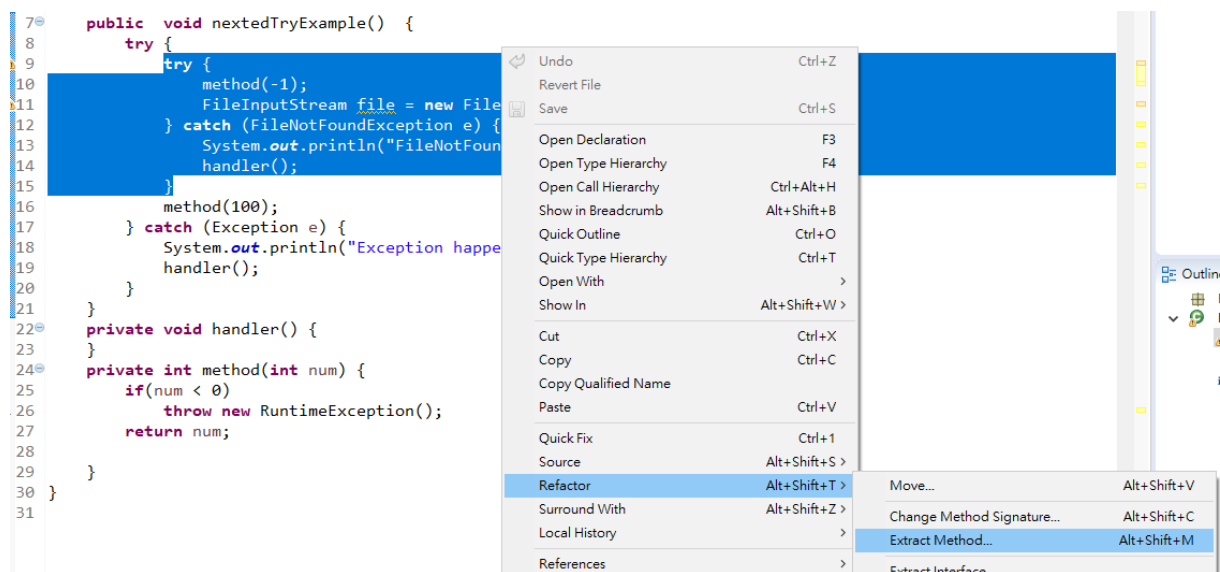 7 public void nextedTryExample() {
8 try {
9 try {
10 method(-1);
11 FileInputStream file = new File
12 } catch (FileNotFoundException e) {
13 System.out.println("FileNotFoun
14 handler();
15 }
16 method(100);
17 } catch (Exception e) {
18 System.out.println("Exception happe
19 handler();
20 }
21 }
22 private void handler() {
23 }
24 private int method(int num) {
25 if(num < 0)
26 throw new RuntimeException();
27 return num;
28
29 }
30 }
31
Undo Ctrl+Z
Revert File
Save Ctrl+S
Open Declaration F3
Open Type Hierarchy F4
Open Call Hierarchy Ctrl+Alt+H
Show in Breadcrumb Alt+Shift+B
Quick Outline Ctrl+O
Quick Type Hierarchy Ctrl+T
Open With >
Show In Alt+Shift+W >
Cut Ctrl+X
Copy Ctrl+C
Copy Qualified Name
Paste Ctrl+V
Quick Fix Ctrl+1
Source Alt+Shift+S >
Refactor Alt+Shift+T >
Surround With Alt+Shift+Z >
Local History >
References >
Move... Alt+Shift+V
Change Method Signature... Alt+Shift+C
Extract Method... Alt+Shift+M
Extract Interface
Outlin